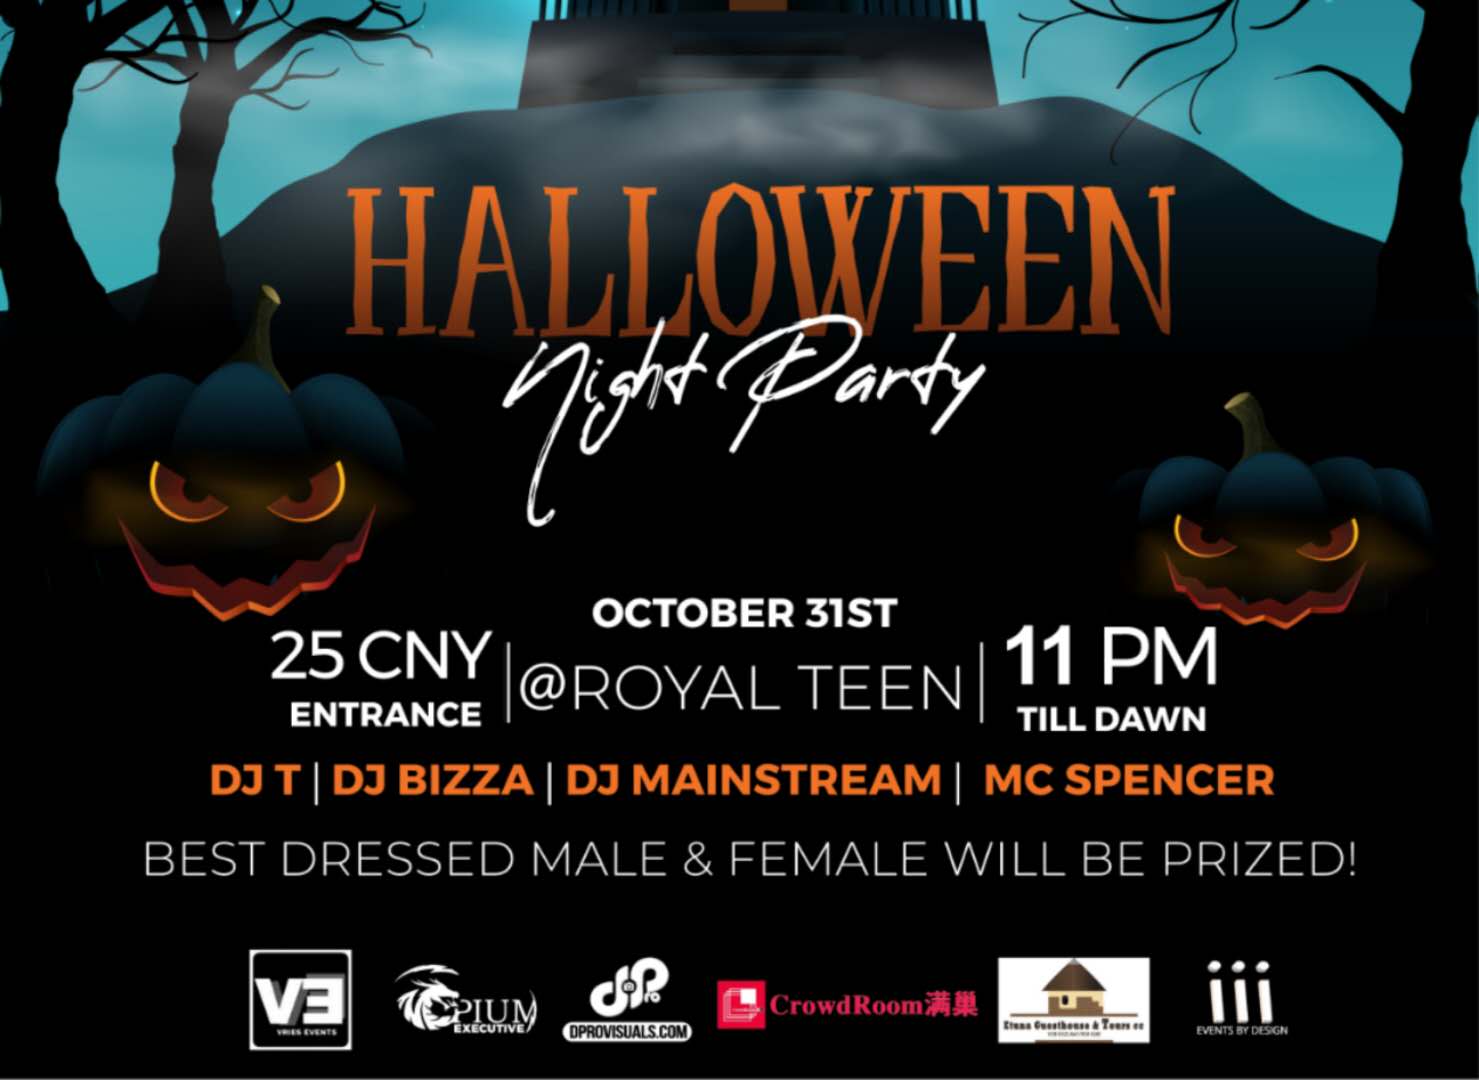 HALLOWEEN
Night Party
OCTOBER 31ST
25 CNY
ENTRANCE
@ROYAL TEEN
11 PM
TILL DAWN
DJ T | DJ BIZZA | DJ MAINSTREAM | MC SPENCER
BEST DRESSED MALE & FEMALE WILL BE PRIZED!
VE
VRIES EVENTS
OPIUM
EXECUTIVE
dPro
DPROVISUALS.COM
CrowdRoom满巢
Etuna Guesthouse & Tours cc
iii
EVENTS BY DESIGN